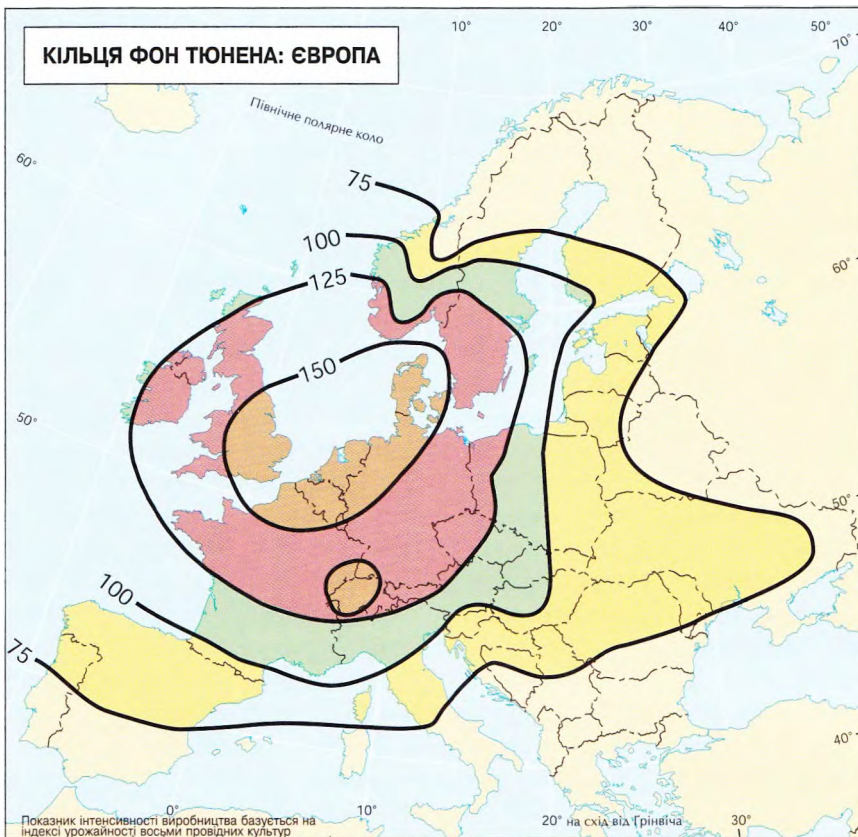 КІЛЬЦЯ ФОН ТЮНЕНА: ЄВРОПА
10° 20° 30° 40° 50°
70°
Північне полярне коло
60°
75
100
60°
125
150
50°
50°
100
75
40°
0° 10° 20° на схід від Грінвіча 30°
Показник інтенсивності виробництва базується на
індексі урожайності восьми провідних культур